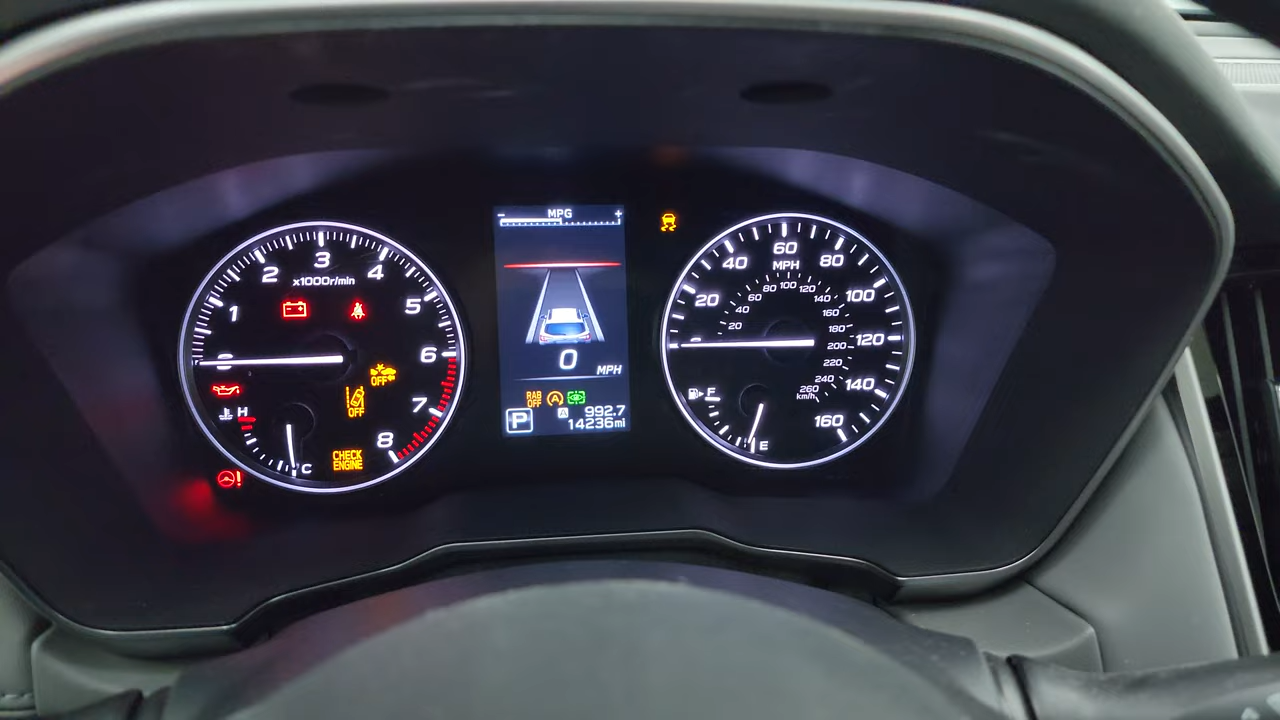 MPG
- +
0
1
2
3
4
5
6
7
8
x1000r/min
H
C
OFF
OFF
CHECK
ENGINE
0
MPH
RAB
OFF
A
A
P
992.7
14236mi
20
40
60
80
100
120
140
160
MPH
20
40
60
80
100
120
140
160
180
200
220
240
260
km/h
F
E